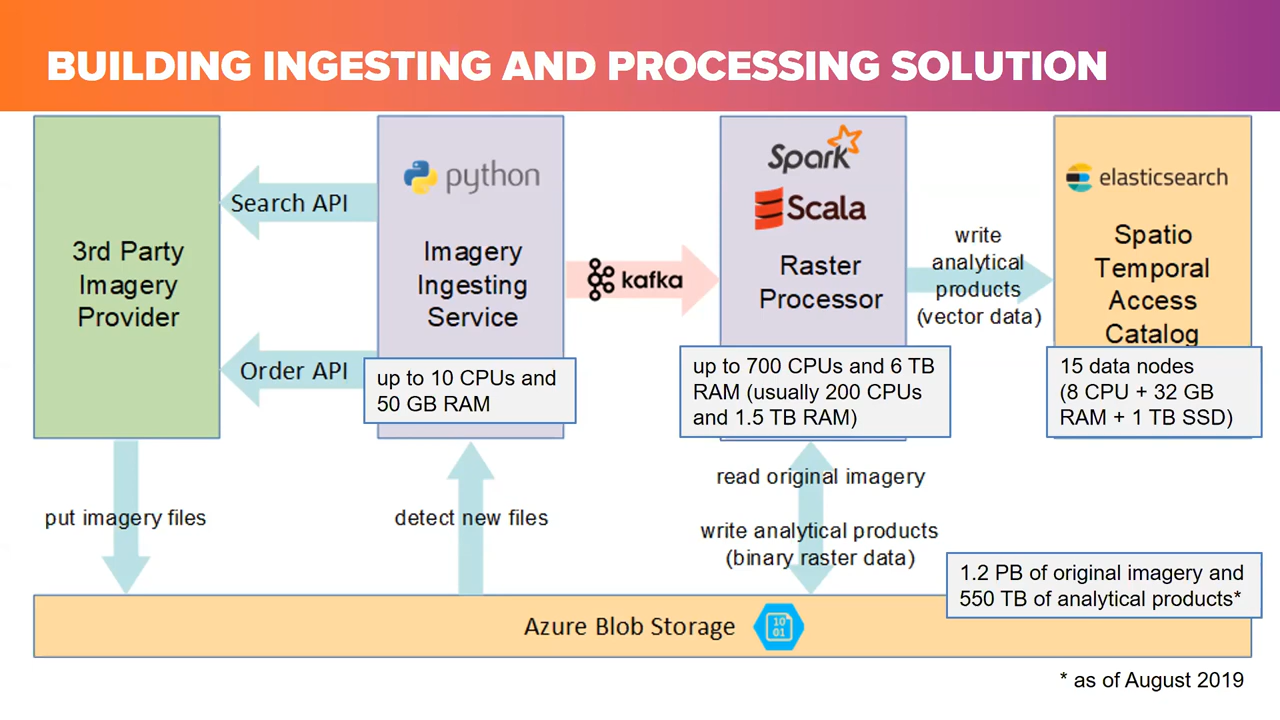 BUILDING INGESTING AND PROCESSING SOLUTION
3rd Party
Imagery
Provider
Search API
Order API
python
Imagery
Ingesting
Service
up to 10 CPUs and
50 GB RAM
kafka
Spark
Scala
Raster
Processor
up to 700 CPUs and 6 TB
RAM (usually 200 CPUs
and 1.5 TB RAM)
write
analytical
products
(vector data)
elasticsearch
Spatio
Temporal
Access
Catalog
15 data nodes
(8 CPU + 32 GB
RAM + 1 TB SSD)
put imagery files
detect new files
read original imagery
write analytical products
(binary raster data)
1.2 PB of original imagery and
550 TB of analytical products*
Azure Blob Storage
10
01
* as of August 2019